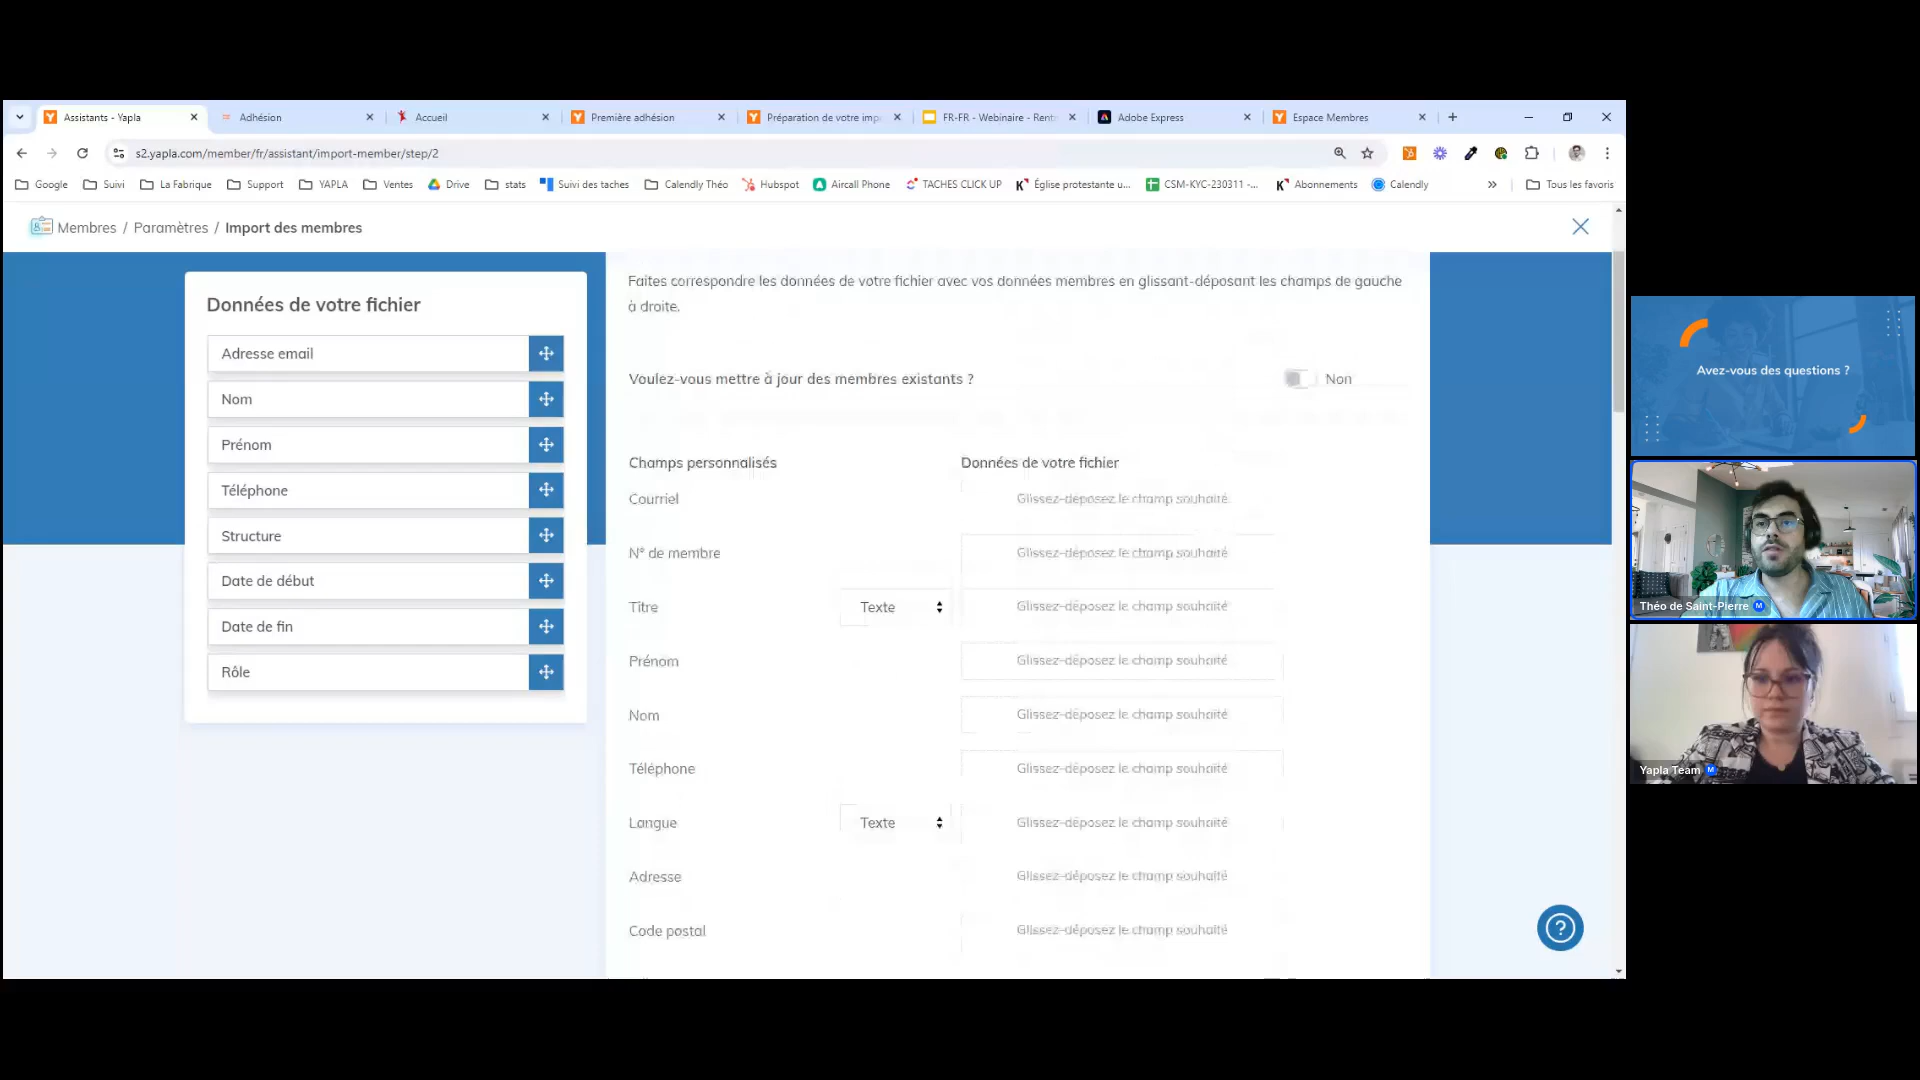 Assistants - Yapla
Adhésion
Accueil
Première adhésion
Préparation de votre imp
FR-FR - Webinaire - Rent
Adobe Express
Espace Membres
s2.yapla.com/member/fr/assistant/import-member/step/2
Google
Suivi
La Fabrique
Support
YAPLA
Ventes
Drive
stats
Suivi des taches
Calendly Théo
Hubspot
Aircall Phone
TACHES CLICK UP
Église protestante u...
CSM-KYC-230311 -...
Abonnements
Calendly
Tous les favoris
Membres / Paramètres / Import des membres
Données de votre fichier
Adresse email
Nom
Prénom
Téléphone
Structure
Date de début
Date de fin
Rôle
Faites correspondre les données de votre fichier avec vos données membres en glissant-déposant les champs de gauche
à droite.
Voulez-vous mettre à jour des membres existants ? Non
Champs personnalisés Données de votre fichier
Courriel Glissez-déposez le champ souhaité
N° de membre Glissez-déposez le champ souhaité
Titre Texte Glissez-déposez le champ souhaité
Prénom Glissez-déposez le champ souhaité
Nom Glissez-déposez le champ souhaité
Téléphone Glissez-déposez le champ souhaité
Langue Texte Glissez-déposez le champ souhaité
Adresse Glissez-déposez le champ souhaité
Code postal Glissez-déposez le champ souhaité
Avez-vous des questions ?
Théo de Saint-Pierre M
Yapla Team M